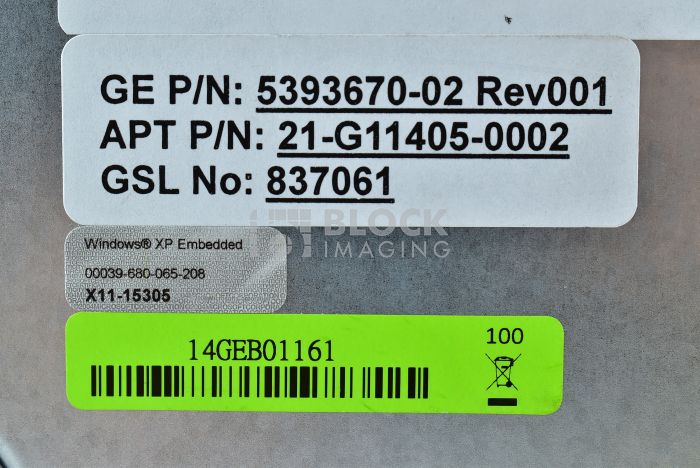 GE P/N: 5393670-02 Rev001
APT P/N: 21-G11405-0002
GSL No: 837061
BLOCK
IMAGING
Windows® XP Embedded
00039-680-065-208
X11-15305
14GEB01161
100